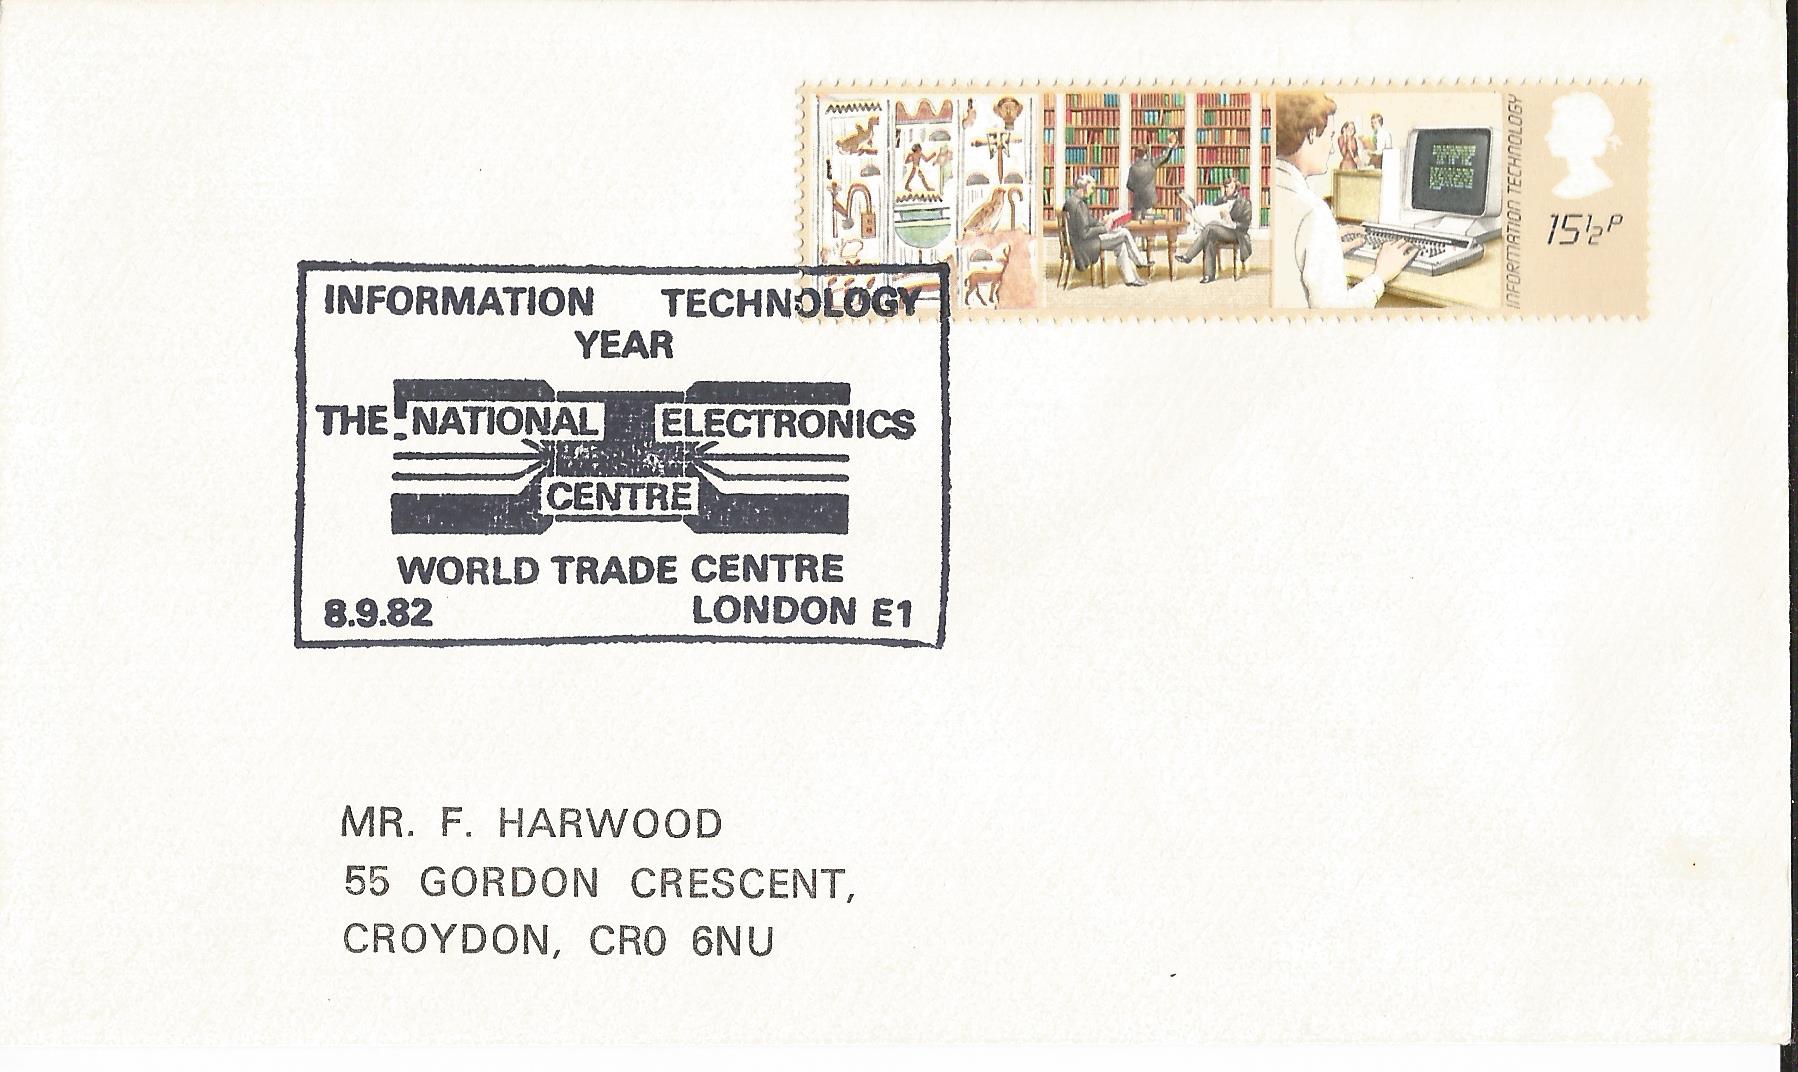 INFORMATION TECHNOLOGY
15½P
INFORMATION TECHNOLOGY
YEAR
THE NATIONAL ELECTRONICS
CENTRE
WORLD TRADE CENTRE
8.9.82 LONDON E1
MR. F. HARWOOD
55 GORDON CRESCENT,
CROYDON, CR0 6NU